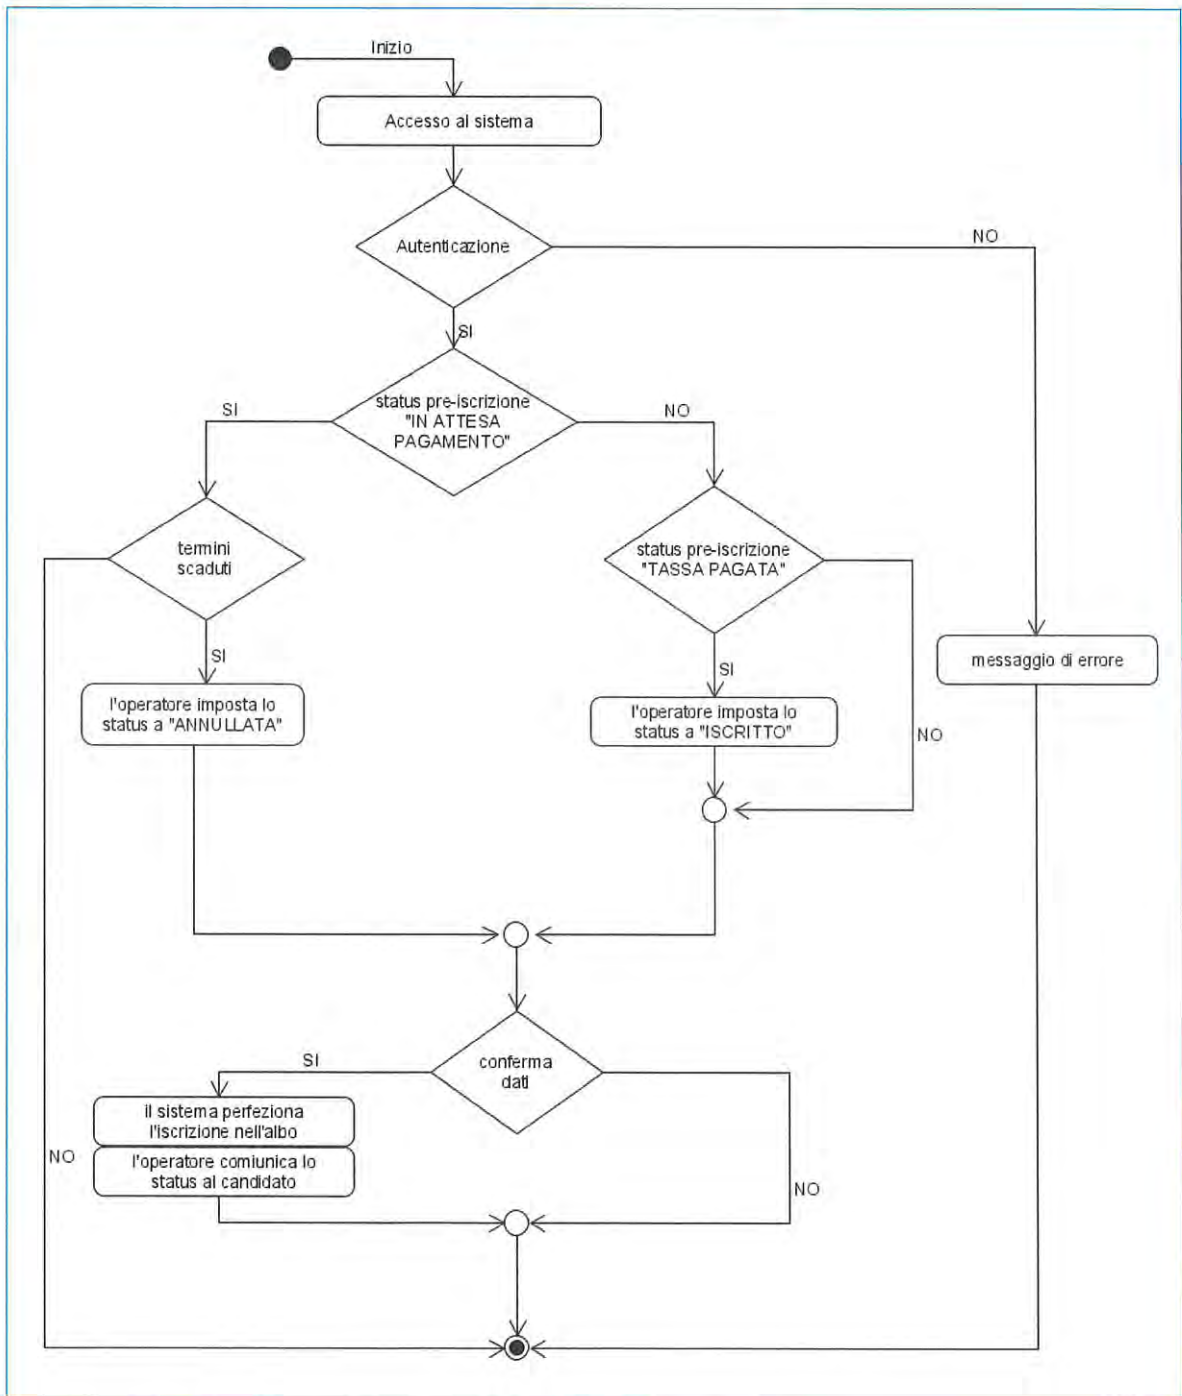 Inizio
Accesso al sistema
Autenticazione
NO
SI
status pre-iscrizione
"IN ATTESA
PAGAMENTO"
SI
NO
termini
scaduti
status pre-iscrizione
"TASSA PAGATA"
SI
SI
messaggio di errore
l'operatore imposta lo
status a "ANNULLATA"
l'operatore imposta lo
status a "ISCRITTO"
NO
conferma
dati
SI
il sistema perfeziona
l'iscrizione nell'albo
l'operatore comiunica lo
status al candidato
NO
NO